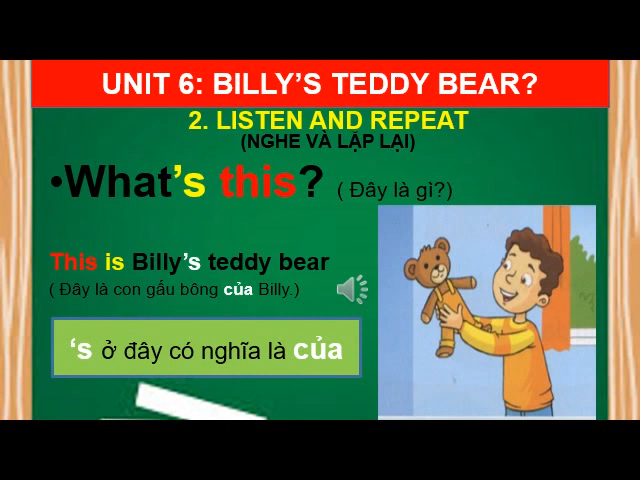 UNIT 6: BILLY’S TEDDY BEAR?
2. LISTEN AND REPEAT
(NGHE VÀ LẶP LẠI)
•What’s this? ( Đây là gì?)
This is Billy’s teddy bear
( Đây là con gấu bông của Billy.)
‘s ở đây có nghĩa là của